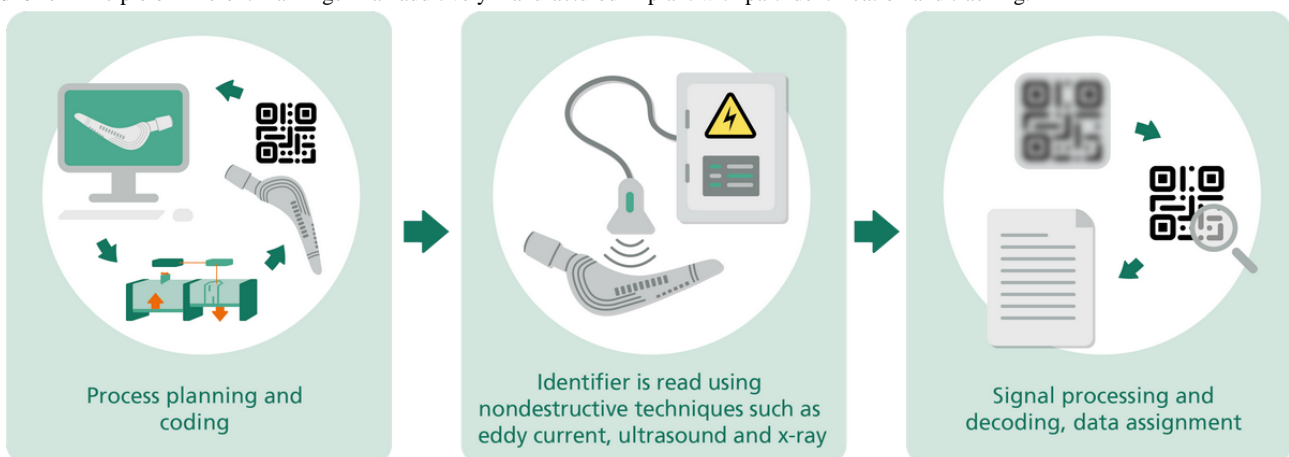 Process planning and
coding
Identifier is read using
nondestructive techniques such as
eddy current, ultrasound and x-ray
Signal processing and
decoding, data assignment